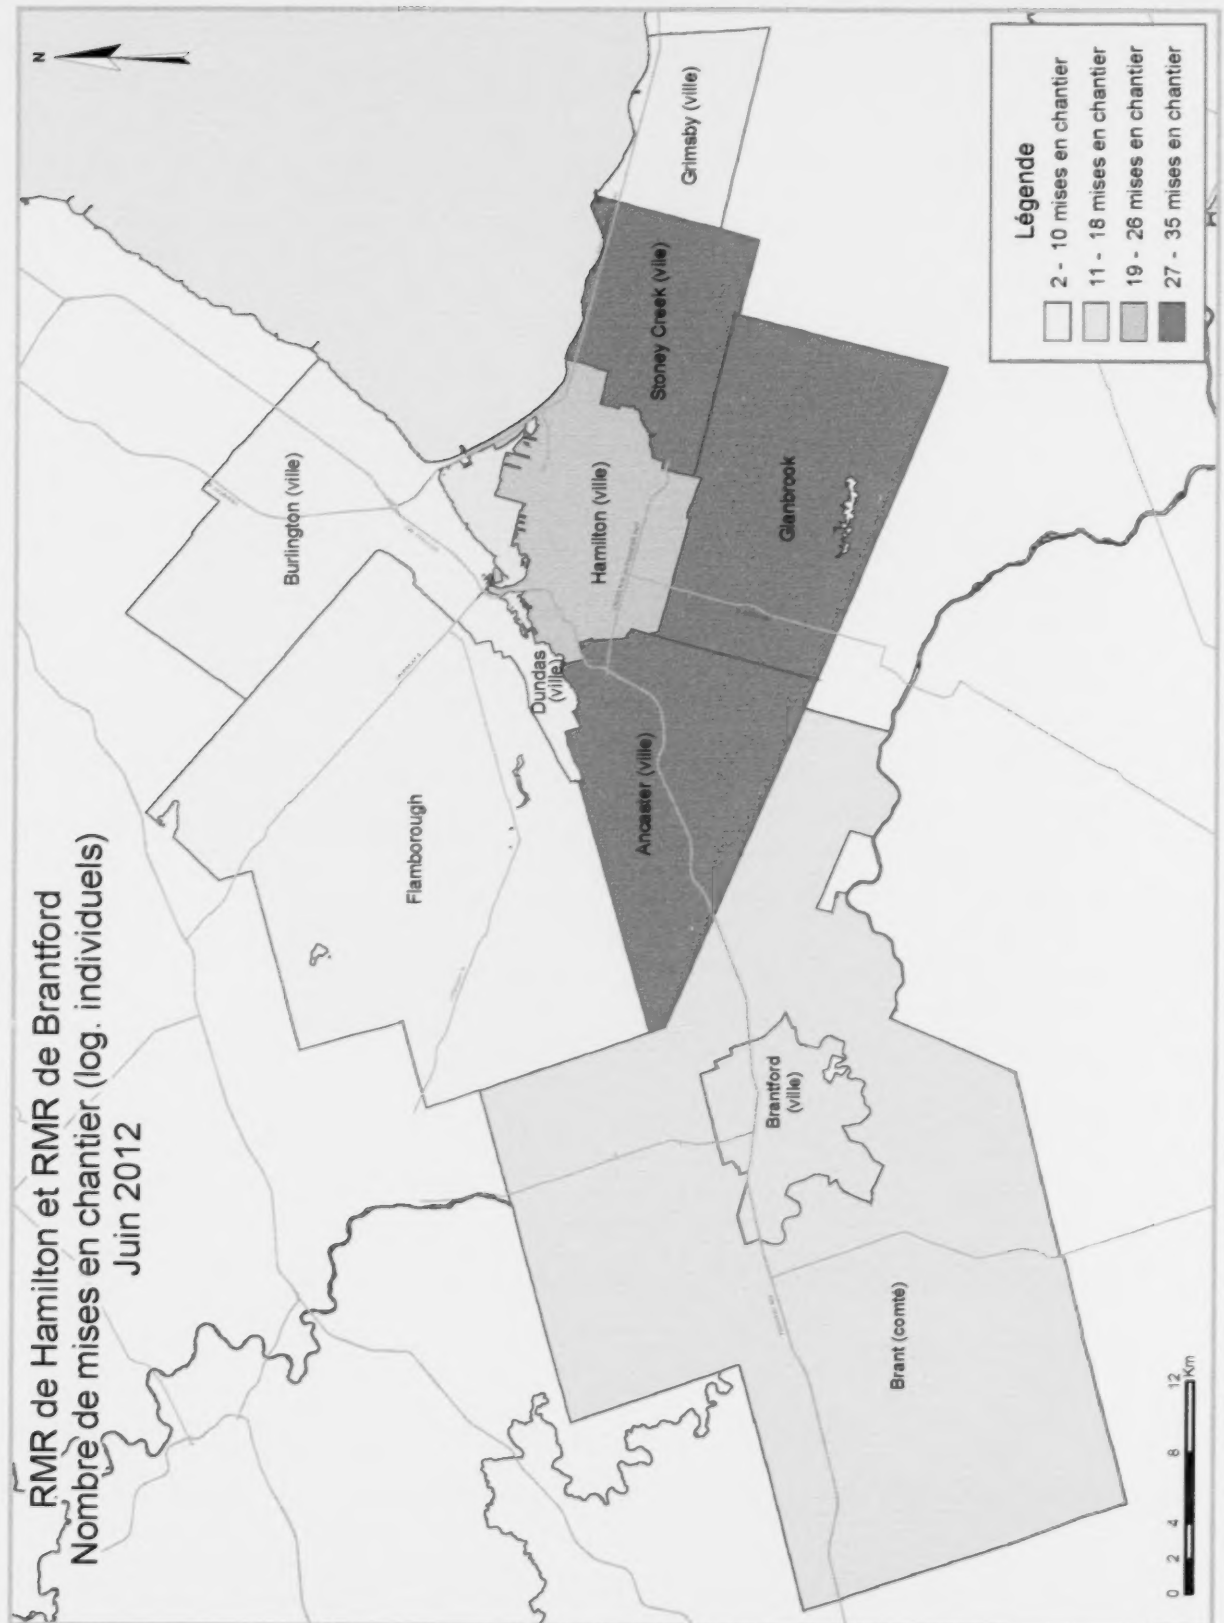 RMR de Hamilton et RMR de Brantford
Nombre de mises en chantier (log. individuels)
Juin 2012
N
Burlington (ville)
Flamborough
Dundas
(ville)
Hamilton (ville)
Stoney Creek (vile)
Grimsby (ville)
Ancaster (ville)
Glanbrook
Brantford
(ville)
Brant (comté)
Légende
2 - 10 mises en chantier
11 - 18 mises en chantier
19 - 26 mises en chantier
27 - 35 mises en chantier
0 2 4 8 12
Km